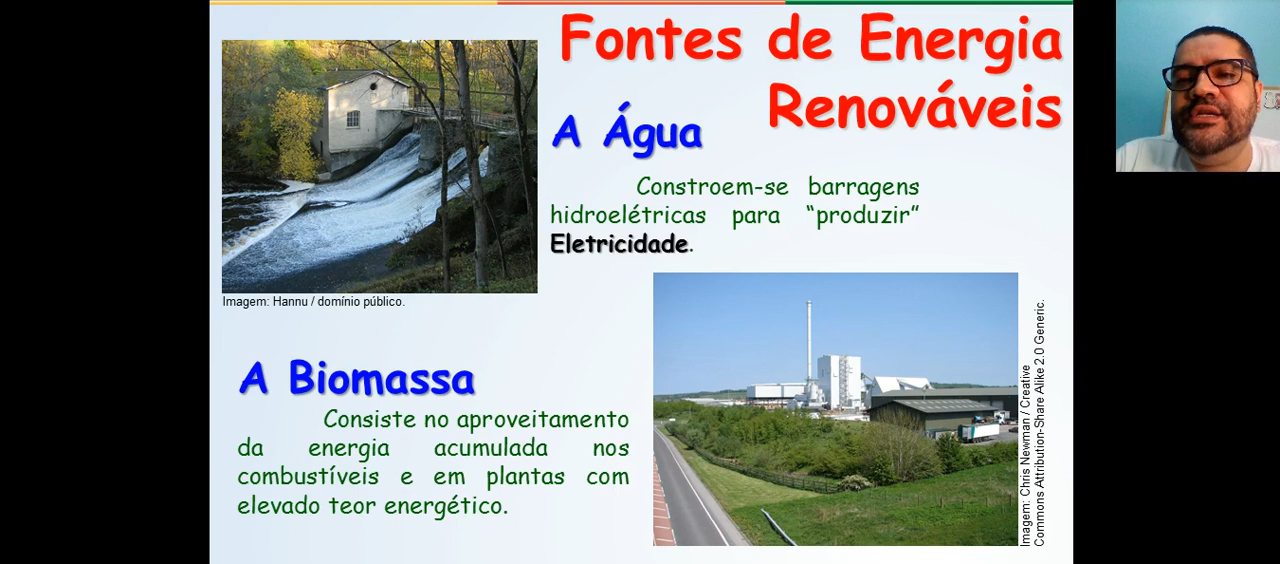 Fontes de Energia
Renováveis
A Água
Constroem-se barragens
hidroelétricas para “produzir”
Eletricidade.
Imagem: Hannu / domínio público.
A Biomassa
Consiste no aproveitamento
da energia acumulada nos
combustíveis e em plantas com
elevado teor energético.
Imagem: Chris Newman / Creative
Commons Attribution-Share Alike 2.0 Generic.